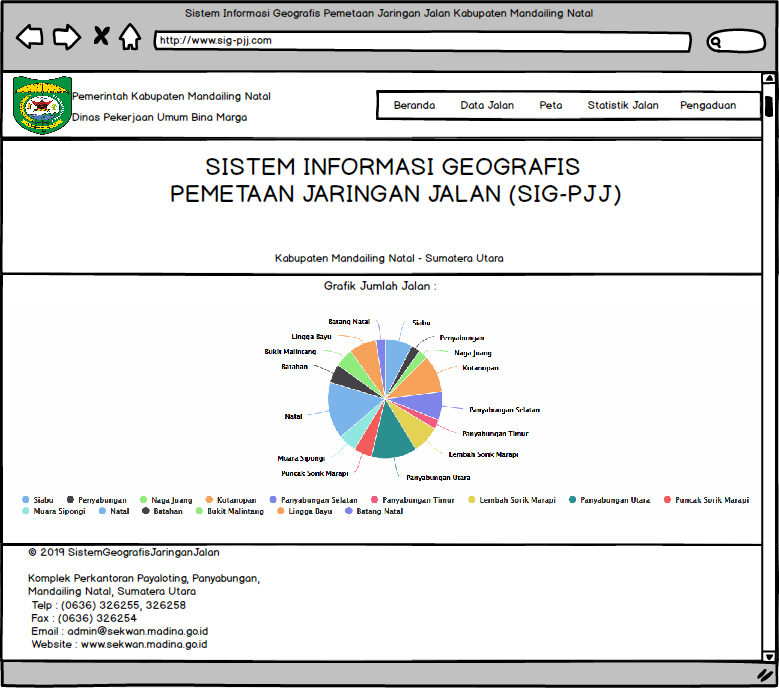 Sistem Informasi Geografis Pemetaan Jaringan Jalan Kabupaten Mandailing Natal
http://www.sig-pjj.com
Pemerintah Kabupaten Mandailing Natal
Dinas Pekerjaan Umum Bina Marga
Beranda Data Jalan Peta Statistik Jalan Pengaduan
SISTEM INFORMASI GEOGRAFIS
PEMETAAN JARINGAN JALAN (SIG-PJJ)
Kabupaten Mandailing Natal - Sumatera Utara
Grafik Jumlah Jalan :
Batang Natal
Siabu
Lingga Bayu
Penyabungan
Bukit Malintang
Naga Juang
Batahan
Kotanopan
Natal
Panyabungan Selatan
Panyabungan Timur
Muara Sipongi
Lembah Sorik Marapi
Puncak Sorik Marapi
Panyabungan Utara
Siabu Penyabungan Naga Juang Kotanopan Panyabungan Selatan Panyabungan Timur Lembah Sorik Marapi Panyabungan Utara Puncak Sorik Marapi
Muara Sipongi Natal Batahan Bukit Malintang Lingga Bayu Batang Natal
© 2019 SistemGeografisJaringanJalan
Komplek Perkantoran Payaloting, Panyabungan,
Mandailing Natal, Sumatera Utara
Telp : (0636) 326255, 326258
Fax : (0636) 326254
Email : admin@sekwan.madina.go.id
Website : www.sekwan.madina.go.id